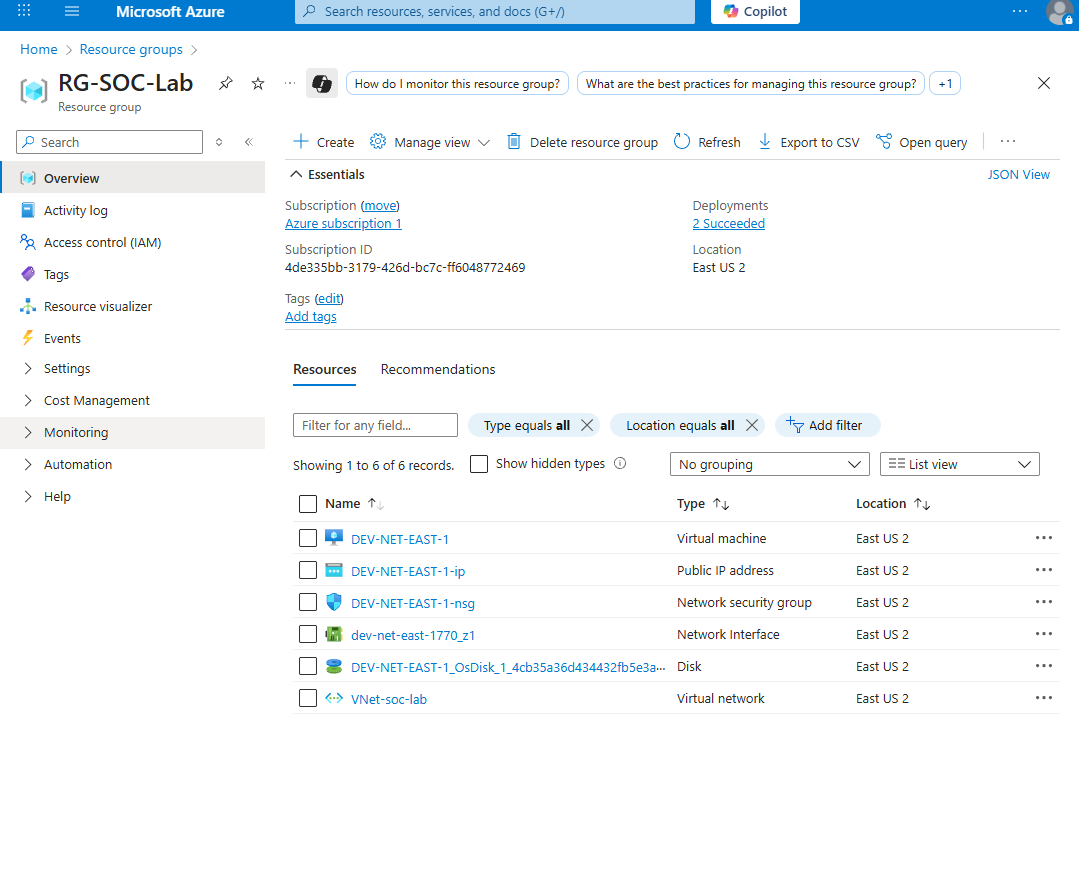 Microsoft Azure
Search resources, services, and docs (G+/)
Copilot
Home > Resource groups >
RG-SOC-Lab
Resource group
How do I monitor this resource group?
What are the best practices for managing this resource group?
+1
Search
Overview
Activity log
Access control (IAM)
Tags
Resource visualizer
Events
Settings
Cost Management
Monitoring
Automation
Help
Create
Manage view
Delete resource group
Refresh
Export to CSV
Open query
Essentials
JSON View
Subscription (move)
Azure subscription 1
Subscription ID
4de335bb-3179-426d-bc7c-ff6048772469
Tags (edit)
Add tags
Deployments
2 Succeeded
Location
East US 2
Resources
Recommendations
Filter for any field...
Type equals all
Location equals all
Add filter
Showing 1 to 6 of 6 records.
Show hidden types
No grouping
List view
Name ↑↓ Type ↑↓ Location ↑↓
DEV-NET-EAST-1 Virtual machine East US 2
DEV-NET-EAST-1-ip Public IP address East US 2
DEV-NET-EAST-1-nsg Network security group East US 2
dev-net-east-1770_z1 Network Interface East US 2
DEV-NET-EAST-1_OsDisk_1_4cb35a36d434432fb5e3a... Disk East US 2
VNet-soc-lab Virtual network East US 2